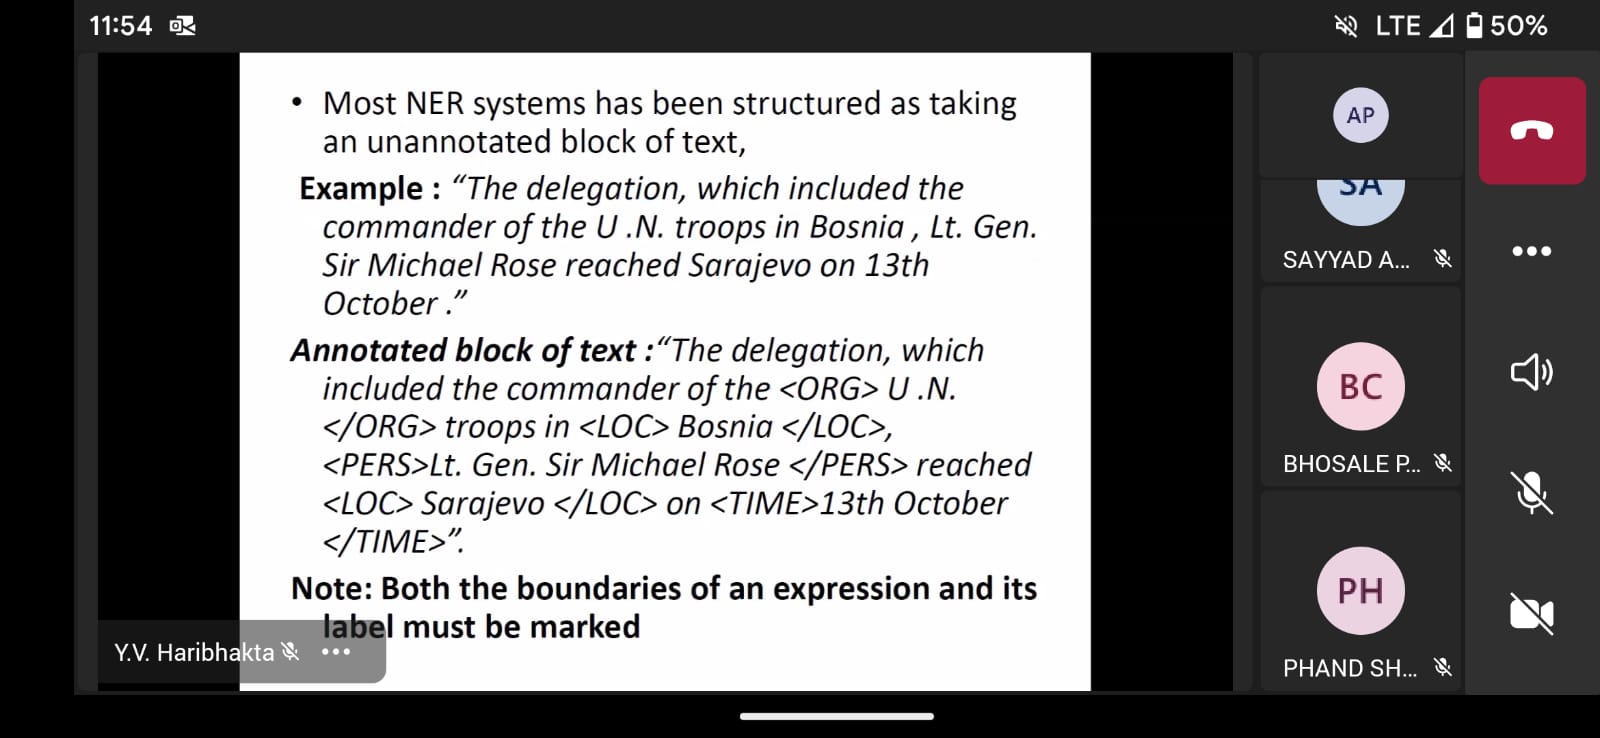 11:54
LTE 50%
• Most NER systems has been structured as taking
an unannotated block of text,
Example : “The delegation, which included the
commander of the U .N. troops in Bosnia , Lt. Gen.
Sir Michael Rose reached Sarajevo on 13th
October .”
Annotated block of text :“The delegation, which
included the commander of the <ORG> U .N.
</ORG> troops in <LOC> Bosnia </LOC>,
<PERS>Lt. Gen. Sir Michael Rose </PERS> reached
<LOC> Sarajevo </LOC> on <TIME>13th October
</TIME>”.
Note: Both the boundaries of an expression and its
label must be marked
Y.V. Haribhakta
AP
SA
SAYYAD A...
BC
BHOSALE P...
PH
PHAND SH...